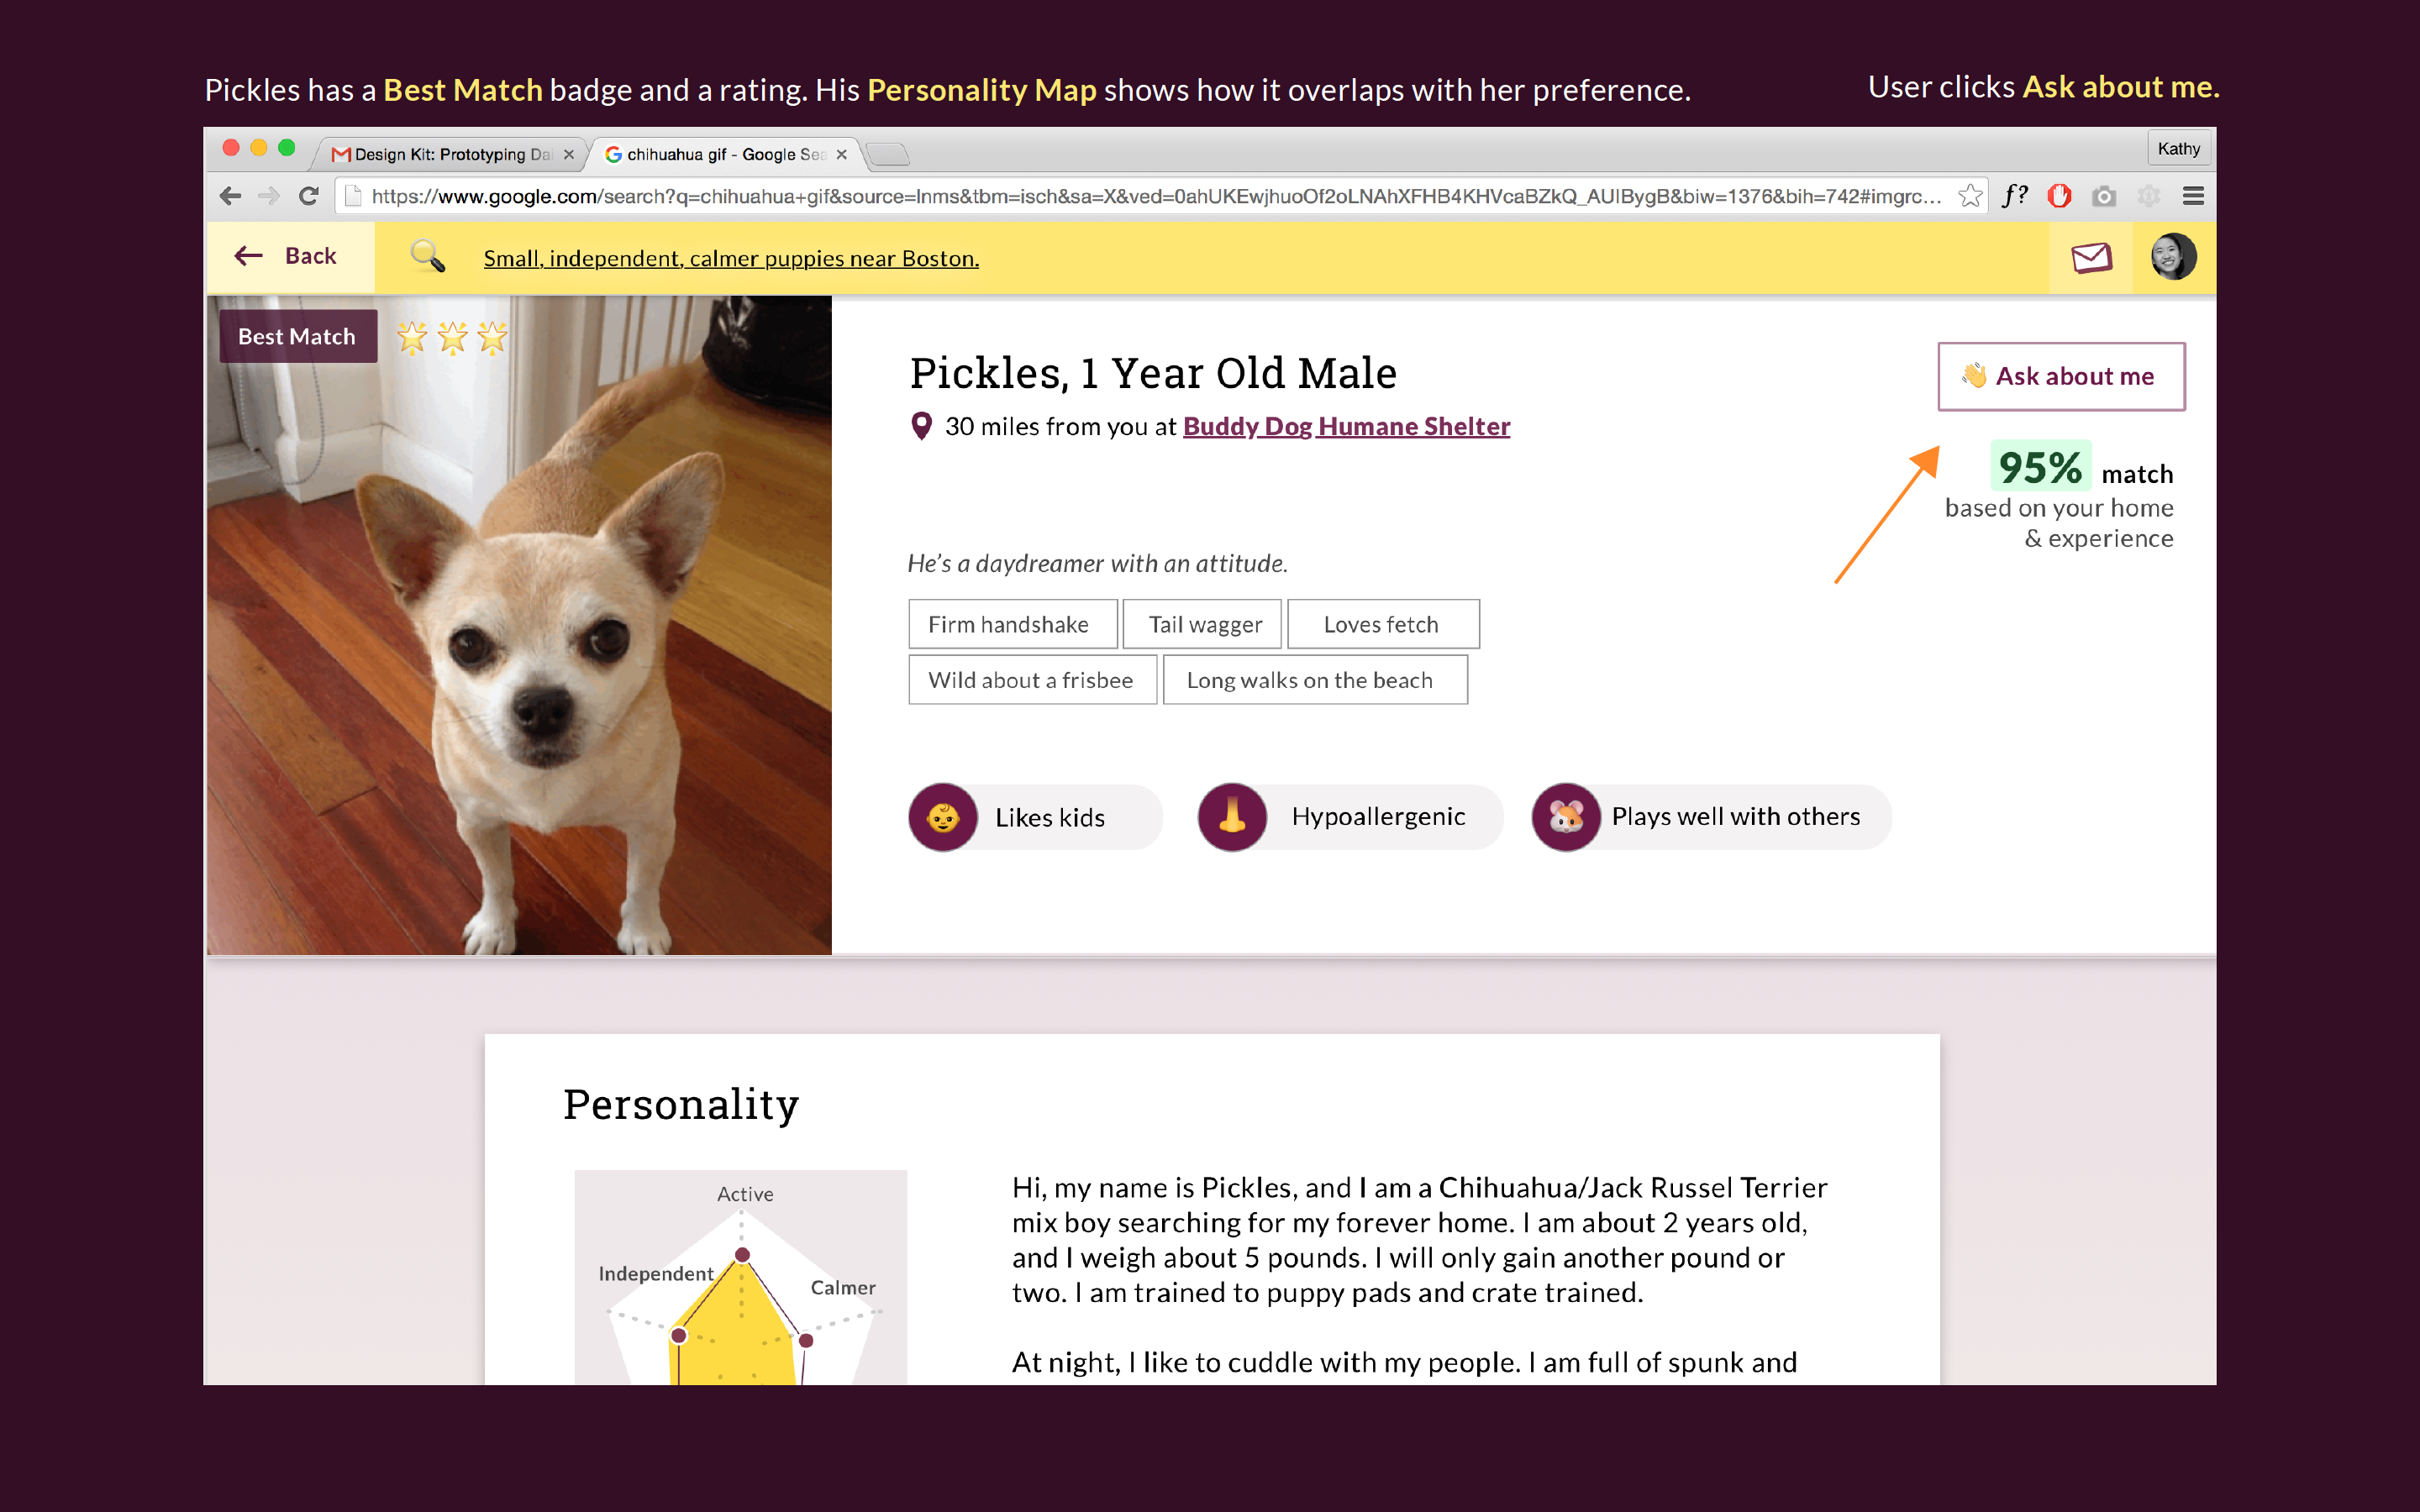 Pickles has a Best Match badge and a rating. His Personality Map shows how it overlaps with her preference.
User clicks Ask about me.
Design Kit: Prototyping Da
chihuahua gif - Google Sea
Kathy
https://www.google.com/search?q=chihuahua+gif&source=lnms&tbm=isch&sa=X&ved=0ahUKEwjhuoOf2oLNAhXFHB4KHVcaBZkQ_AUIBygB&biw=1376&bih=742#imgrc...
f?
Back
Small, independent, calmer puppies near Boston.
Best Match
Pickles, 1 Year Old Male
Ask about me
30 miles from you at Buddy Dog Humane Shelter
95% match
based on your home
& experience
He's a daydreamer with an attitude.
Firm handshake
Tail wagger
Loves fetch
Wild about a frisbee
Long walks on the beach
Likes kids
Hypoallergenic
Plays well with others
Personality
Active
Independent
Calmer
Hi, my name is Pickles, and I am a Chihuahua/Jack Russel Terrier
mix boy searching for my forever home. I am about 2 years old,
and I weigh about 5 pounds. I will only gain another pound or
two. I am trained to puppy pads and crate trained.
At night, I like to cuddle with my people. I am full of spunk and